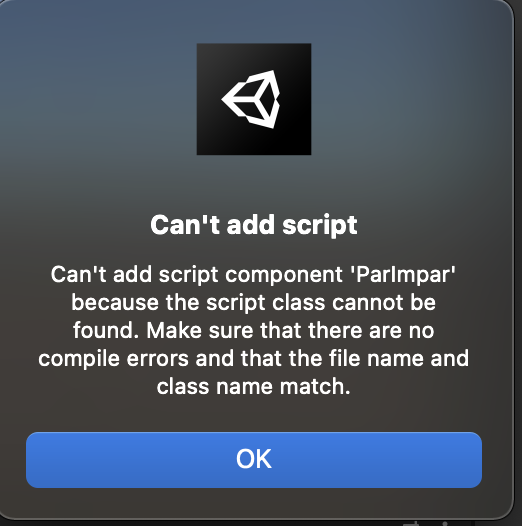 Can't add script
Can't add script component 'ParImpar'
because the script class cannot be
found. Make sure that there are no
compile errors and that the file name and
class name match.
OK